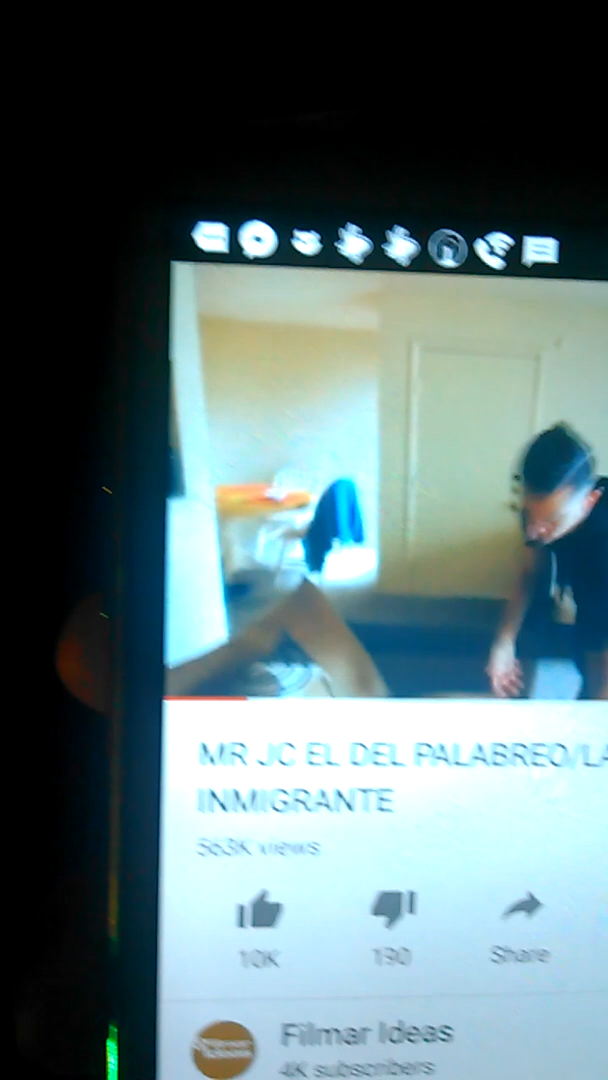 MR JC EL DEL PALABREO/LA
INMIGRANTE
563K views
10K
190
Share
Filmar Ideas
4K subscribers